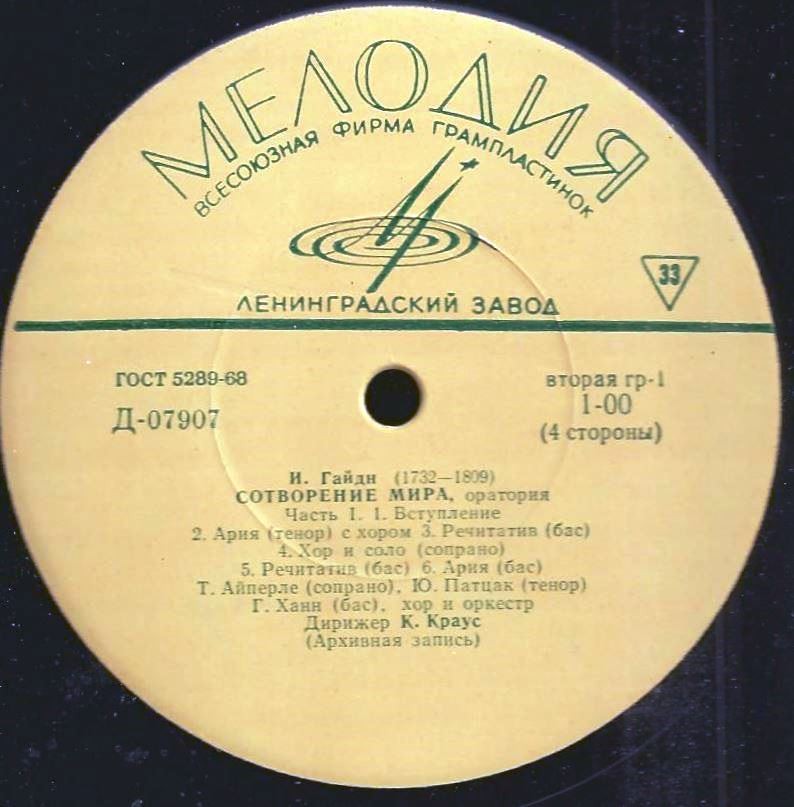 МЕЛОДИЯ
ВСЕСОЮЗНАЯ ФИРМА ГРАМПЛАСТИНОК
33
ЛЕНИНГРАДСКИЙ ЗАВОД
ГОСТ 5289-68
Д-07907
вторая гр-1
1-00
(4 стороны)
И. Гайдн (1732—1809)
СОТВОРЕНИЕ МИРА, оратория
Часть I. 1. Вступление
2. Ария (тенор) с хором 3. Речитатив (бас)
4. Хор и соло (сопрано)
5. Речитатив (бас) 6. Ария (бас)
Т. Айперле (сопрано), Ю. Патцак (тенор)
Г. Ханн (бас), хор и оркестр
Дирижер К. Краус
(Архивная запись)